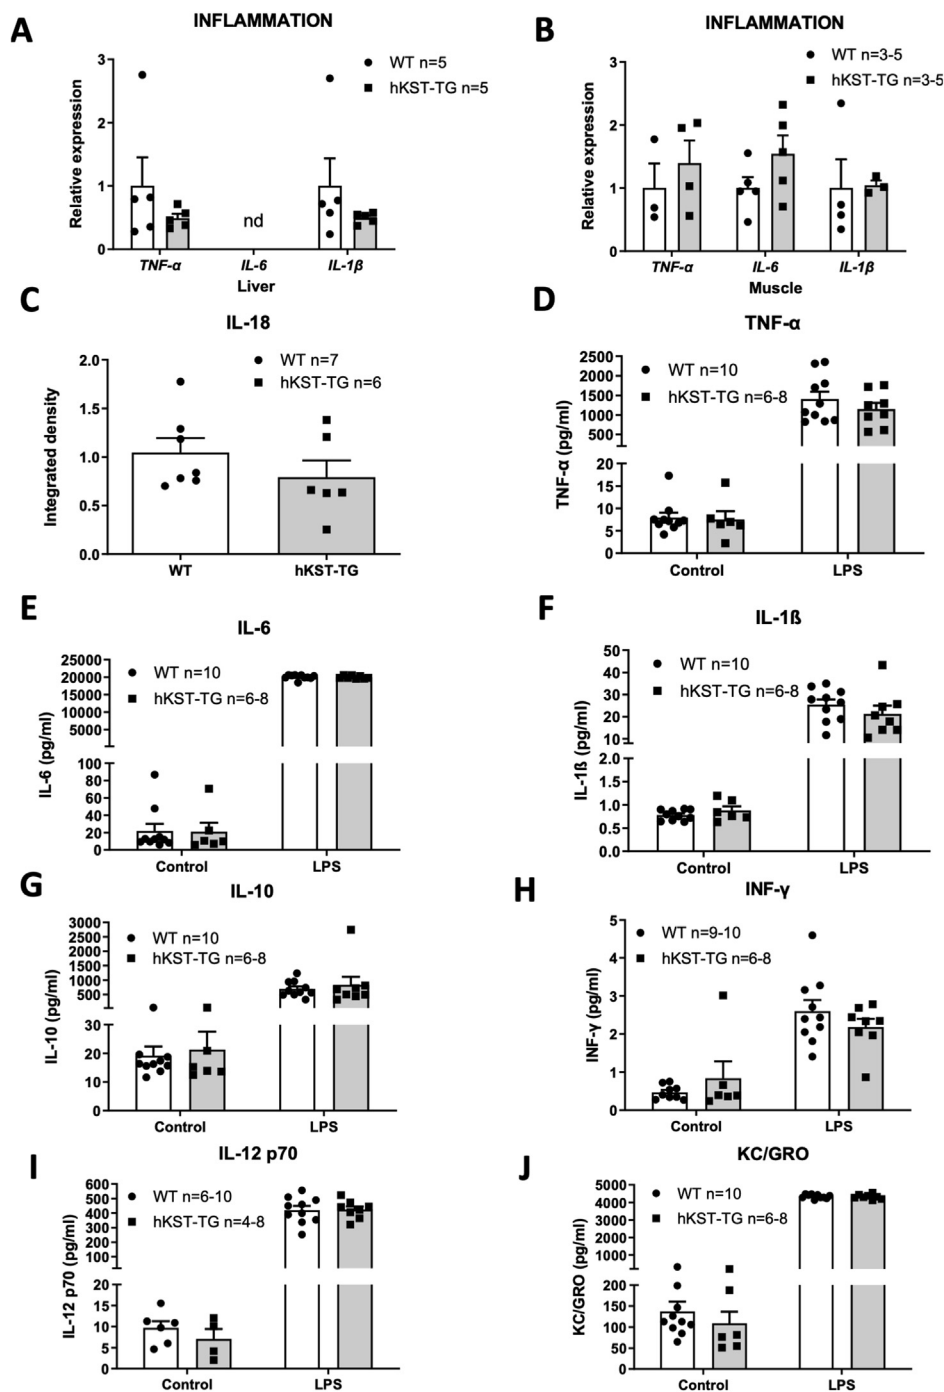 A
INFLAMMATION
WT n=5
hKST-TG n=5
Relative expression
3
2
1
0
nd
TNF-α IL-6 IL-1β
Liver
B
INFLAMMATION
WT n=3-5
hKST-TG n=3-5
Relative expression
3
2
1
0
TNF-α IL-6 IL-1β
Muscle
C
IL-18
WT n=7
hKST-TG n=6
Integrated density
2.0
1.5
1.0
0.5
0.0
WT hKST-TG
D
TNF-α
WT n=10
hKST-TG n=6-8
TNF-α (pg/ml)
2500
2000
1500
1000
500
20
15
10
5
0
Control LPS
E
IL-6
WT n=10
hKST-TG n=6-8
IL-6 (pg/ml)
25000
20000
15000
10000
5000
100
80
60
40
20
0
Control LPS
F
IL-1ß
WT n=10
hKST-TG n=6-8
IL-1ß (pg/ml)
50
40
30
20
10
2.0
1.5
1.0
0.5
0.0
Control LPS
G
IL-10
WT n=10
hKST-TG n=6-8
IL-10 (pg/ml)
3000
2500
2000
1500
1000
500
30
20
10
0
Control LPS
H
INF-γ
WT n=9-10
hKST-TG n=6-8
INF-γ (pg/ml)
5
4
3
2
1
0
Control LPS
I
IL-12 p70
WT n=6-10
hKST-TG n=4-8
IL-12 p70 (pg/ml)
600
500
400
300
200
100
20
15
10
5
0
Control LPS
J
KC/GRO
WT n=10
hKST-TG n=6-8
KC/GRO (pg/ml)
5000
4000
3000
2000
1000
200
150
100
50
0
Control LPS